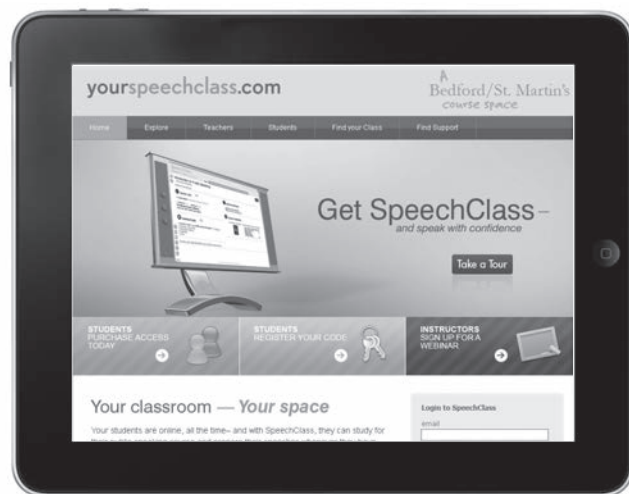 yourspeechclass.com
A
Bedford/St. Martin's
course space
Home Explore Teachers Students Find your Class Find Support
Get SpeechClass–
and speak with confidence
Take a Tour
STUDENTS
PURCHASE ACCESS
TODAY
STUDENTS
REGISTER YOUR CODE
INSTRUCTORS
SIGN UP FOR A
WEBINAR
Your classroom — Your space
Your students are online, all the time– and with SpeechClass, they can study for
Login to SpeechClass
email